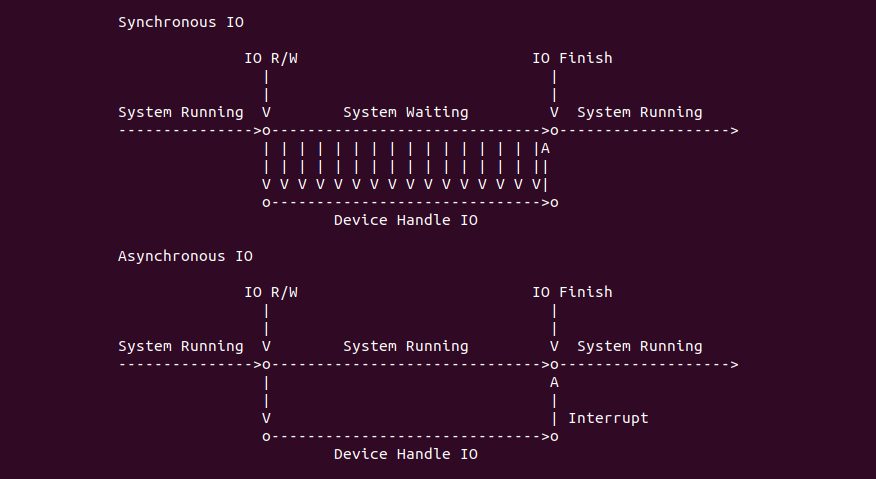 Synchronous IO
              IO R/W                          IO Finish
                |                               |
                |                               |
System Running  V        System Waiting         V  System Running
--------------->o------------------------------>o------------------->
                | | | | | | | | | | | | | | | |A
                | | | | | | | | | | | | | | | ||
                V V V V V V V V V V V V V V V V|
                o------------------------------>o
                        Device Handle IO
Asynchronous IO
              IO R/W                          IO Finish
                |                               |
                |                               |
System Running  V        System Running         V  System Running
--------------->o------------------------------>o------------------->
                |                               A
                |                               |
                V                               | Interrupt
                o------------------------------>o
                        Device Handle IO